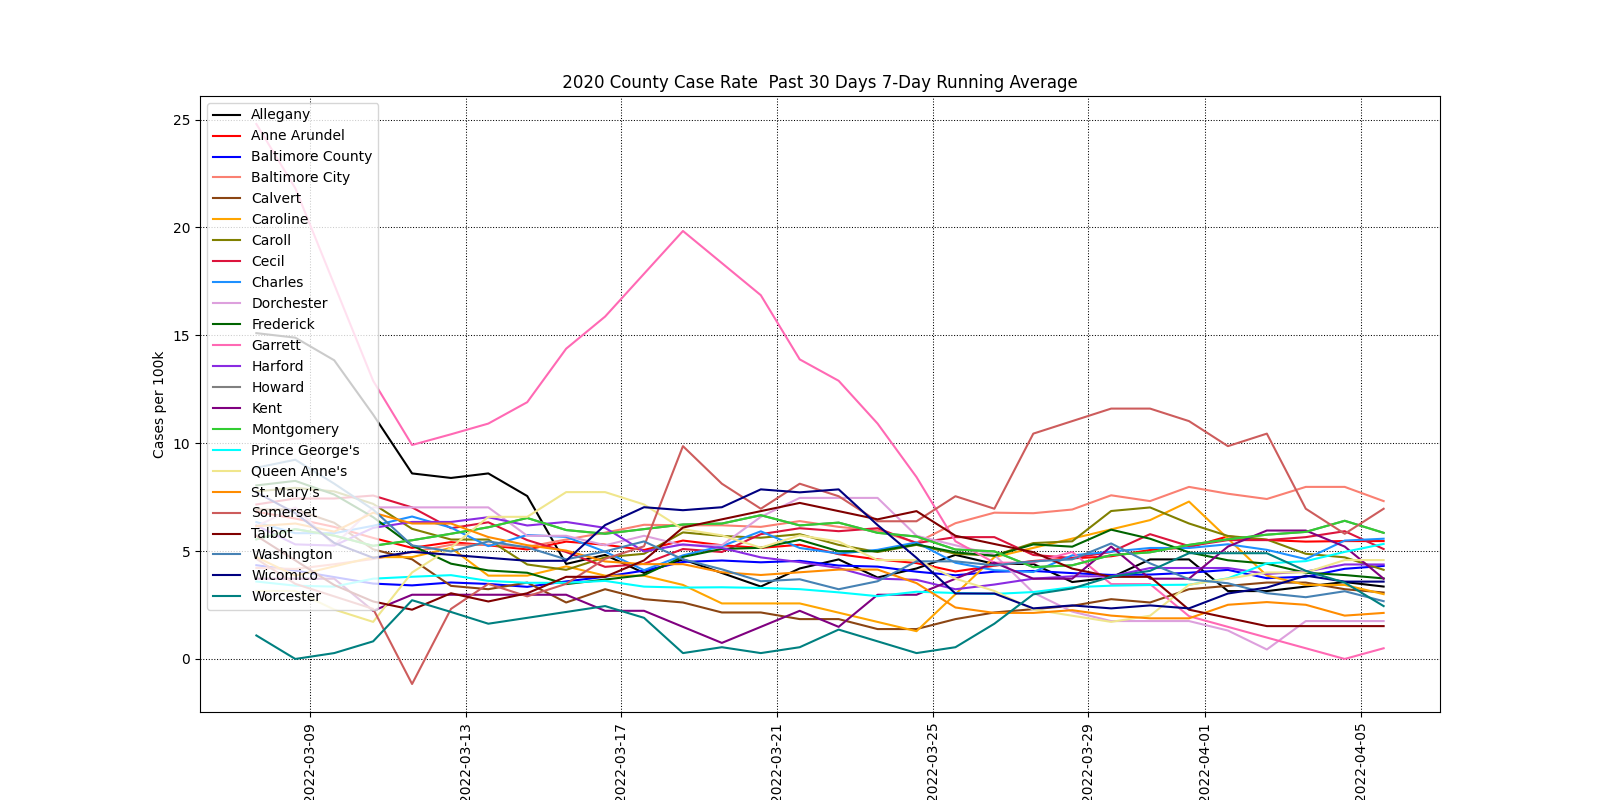 2020 County Case Rate  Past 30 Days 7-Day Running Average
Cases per 100k
25
20
15
10
5
0
Allegany
Anne Arundel
Baltimore County
Baltimore City
Calvert
Caroline
Caroll
Cecil
Charles
Dorchester
Frederick
Garrett
Harford
Howard
Kent
Montgomery
Prince George's
Queen Anne's
St. Mary's
Somerset
Talbot
Washington
Wicomico
Worcester
2022-03-09
2022-03-13
2022-03-17
2022-03-21
2022-03-25
2022-03-29
2022-04-01
2022-04-05